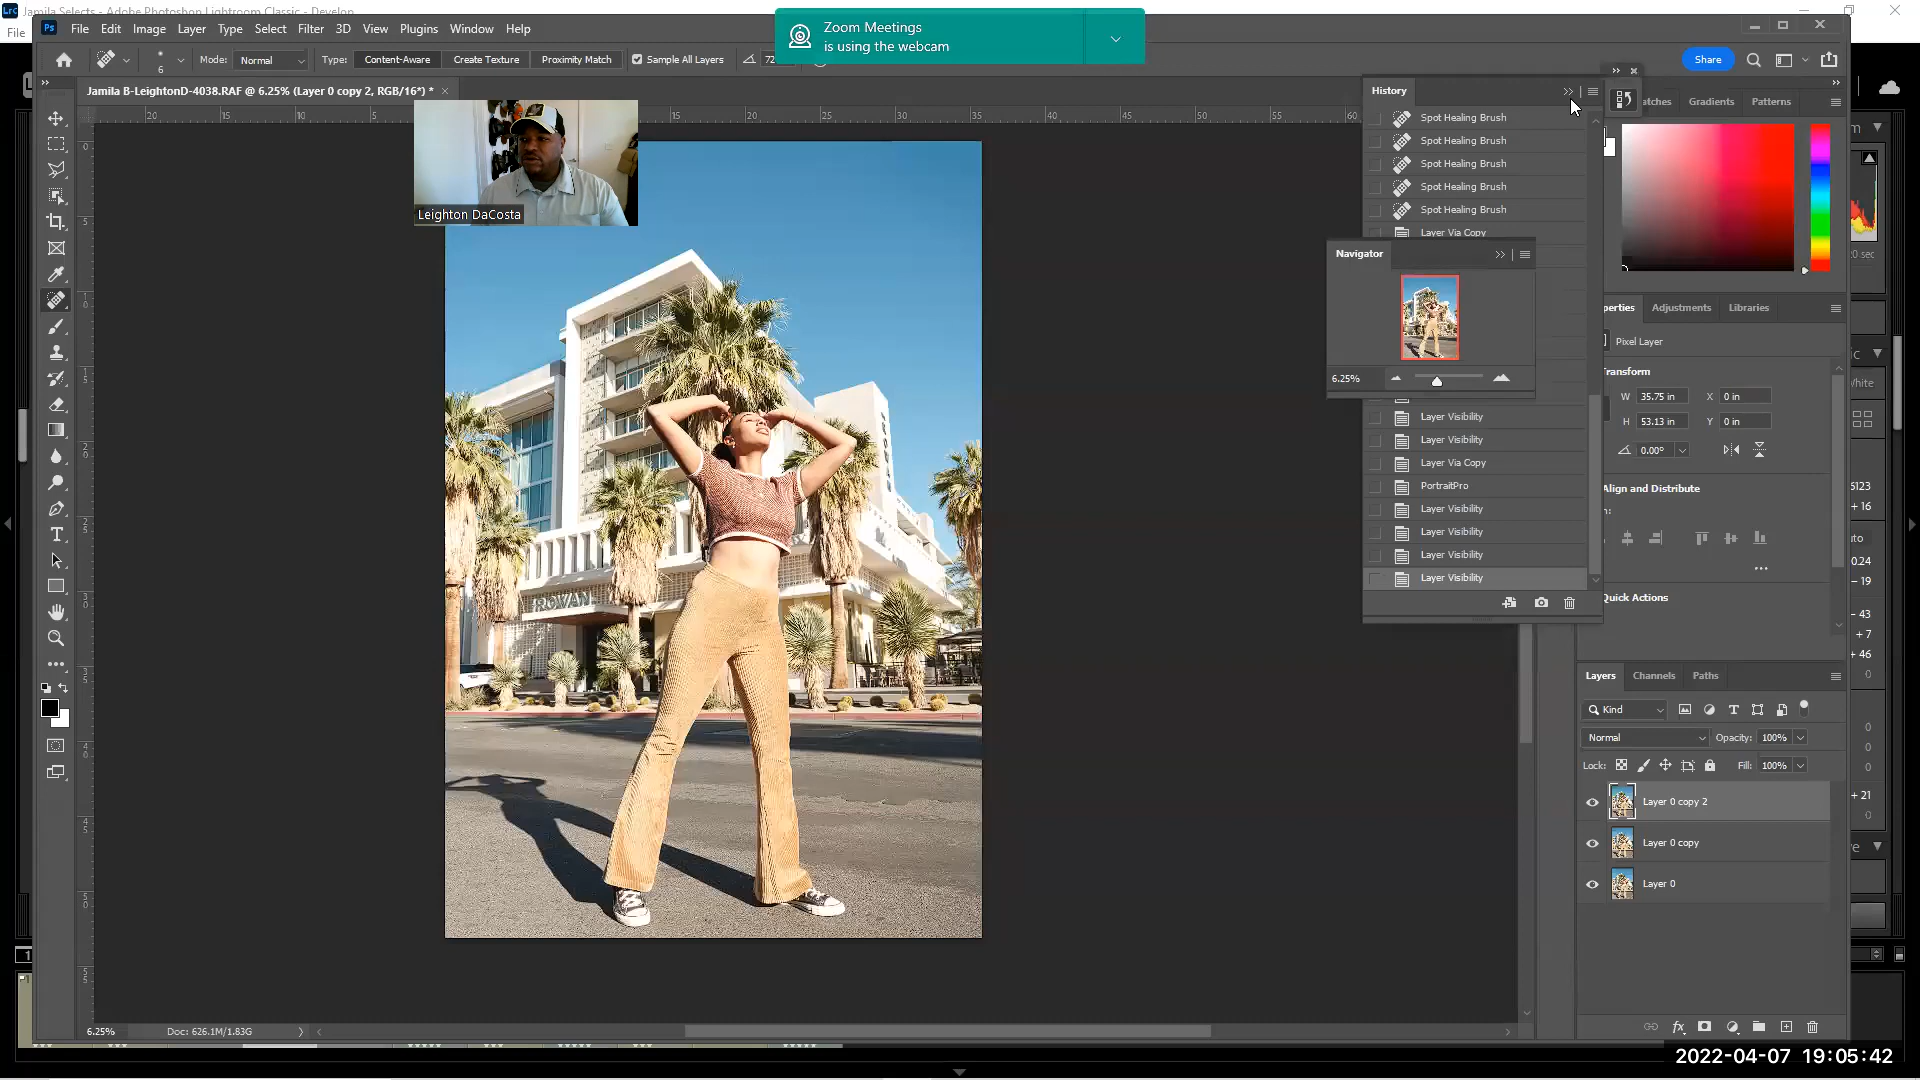 Jamila Selects - Adobe Photoshop Lightroom Classic - Develop
File
File Edit Image Layer Type Select Filter 3D View Plugins Window Help
Zoom Meetings
is using the webcam
6
Mode: Normal
Type: Content-Aware Create Texture Proximity Match Sample All Layers
72
Share
Jamila B-LeightonD-4038.RAF @ 6.25% (Layer 0 copy 2, RGB/16*) *
Leighton DaCosta
History
Spot Healing Brush
Spot Healing Brush
Spot Healing Brush
Spot Healing Brush
Spot Healing Brush
Layer Via Copy
Navigator
6.25%
Layer Visibility
Layer Visibility
Layer Via Copy
PortraitPro
Layer Visibility
Layer Visibility
Layer Visibility
Layer Visibility
atches Gradients Patterns
perties Adjustments Libraries
Pixel Layer
Transform
W 35.75 in X 0 in
H 53.13 in Y 0 in
0.00°
Align and Distribute
Quick Actions
ROWAN
Layers Channels Paths
Kind
Normal Opacity: 100%
Lock: Fill: 100%
Layer 0 copy 2
Layer 0 copy
Layer 0
6.25% Doc: 626.1M/1.83G
2022-04-07 19:05:42